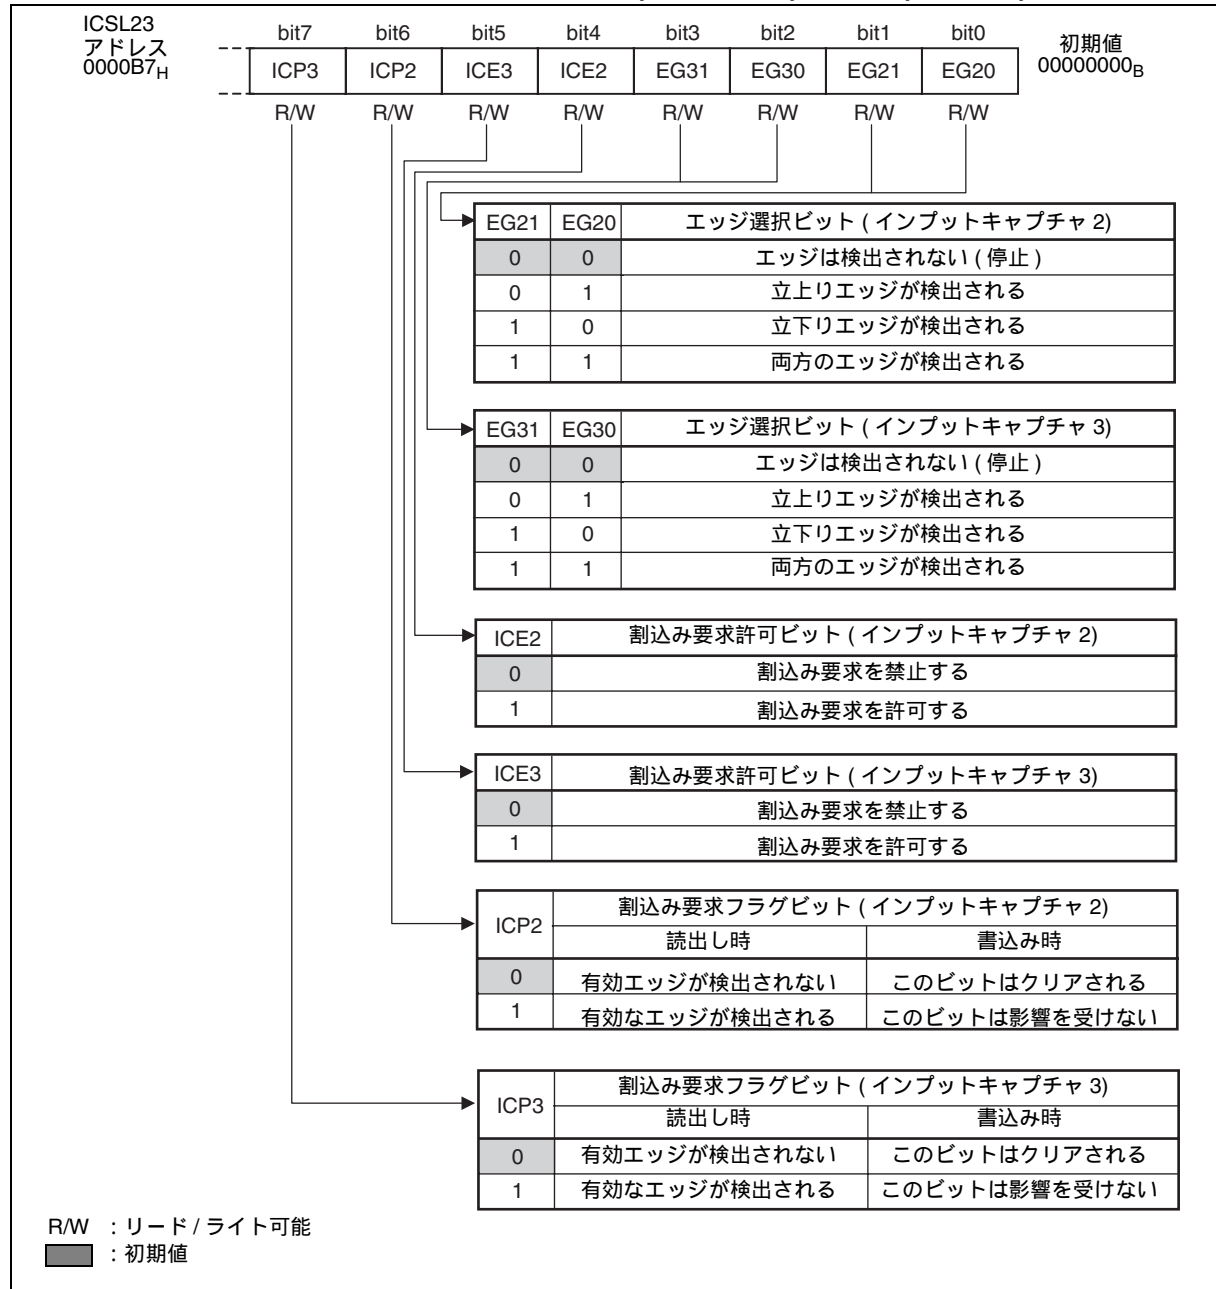 ICSL23
アドレス
0000B7H
bit7 bit6 bit5 bit4 bit3 bit2 bit1 bit0
初期値
00000000B
ICP3 ICP2 ICE3 ICE2 EG31 EG30 EG21 EG20
R/W R/W R/W R/W R/W R/W R/W R/W
EG21 EG20 エッジ選択ビット ( インプットキャプチャ 2)
0 0 エッジは検出されない ( 停止 )
0 1 立上りエッジが検出される
1 0 立下りエッジが検出される
1 1 両方のエッジが検出される
EG31 EG30 エッジ選択ビット ( インプットキャプチャ 3)
0 0 エッジは検出されない ( 停止 )
0 1 立上りエッジが検出される
1 0 立下りエッジが検出される
1 1 両方のエッジが検出される
ICE2 割込み要求許可ビット ( インプットキャプチャ 2)
0 割込み要求を禁止する
1 割込み要求を許可する
ICE3 割込み要求許可ビット ( インプットキャプチャ 3)
0 割込み要求を禁止する
1 割込み要求を許可する
ICP2 割込み要求フラグビット ( インプットキャプチャ 2)
読出し時 書込み時
0 有効エッジが検出されない このビットはクリアされる
1 有効なエッジが検出される このビットは影響を受けない
ICP3 割込み要求フラグビット ( インプットキャプチャ 3)
読出し時 書込み時
0 有効エッジが検出されない このビットはクリアされる
1 有効なエッジが検出される このビットは影響を受けない
R/W : リード / ライト可能
: 初期値